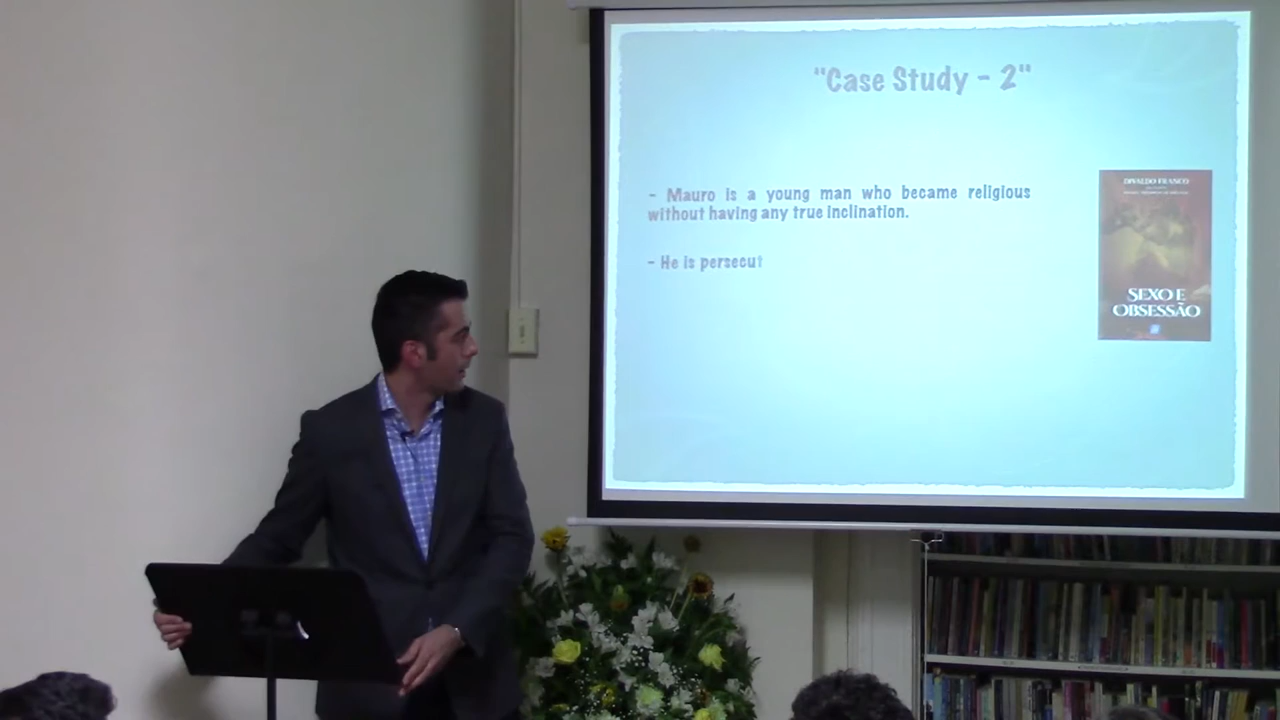 "Case Study - 2"
- Mauro is a young man who became religious
without having any true inclination.
- He is persecut
DIVALDO FRANCO
SEXO E
OBSESSÃO